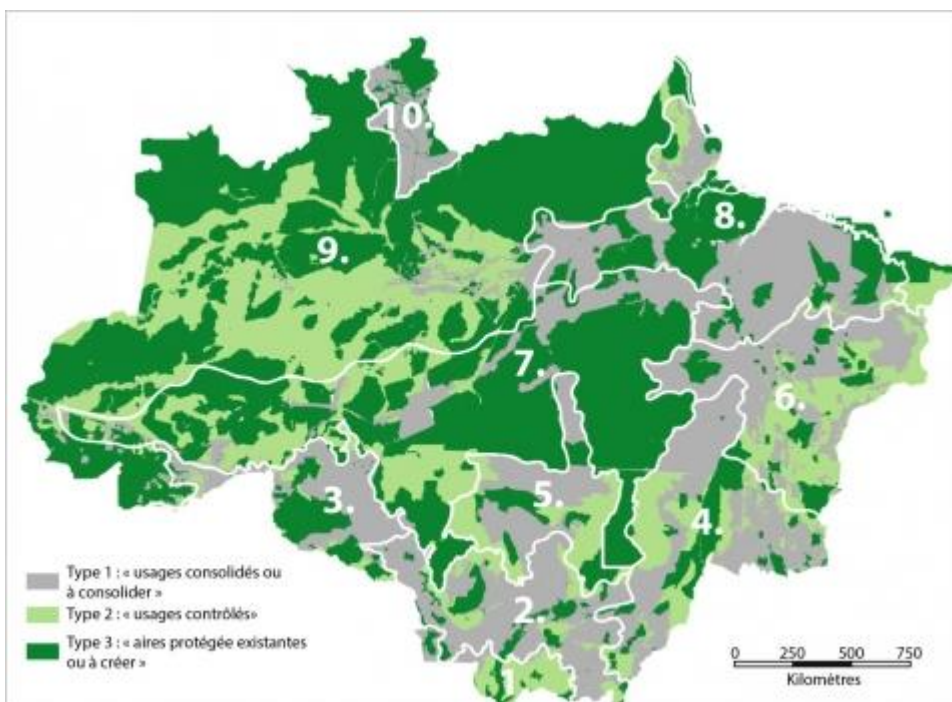 10.
8.
9.
7.
6.
5.
3.
4.
2.
1
Type 1 : « usages consolidés ou
à consolider »
Type 2 : « usages contrôlés»
Type 3 : « aires protégée existantes
ou à créer »
0 250 500 750
Kilomètres